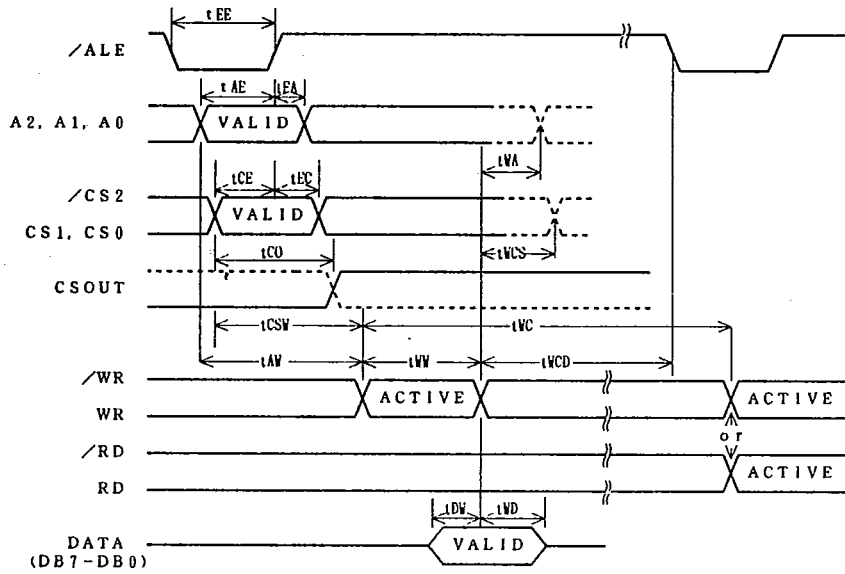 tEE
/ALE
tAE tEA
A2, A1, A0 VALID
tWA
tCE tEC
/CS2
VALID
CS1, CS0
tWCS
tCO
CSOUT
tCSW tWC
tAW tWW tWCD
/WR
ACTIVE ACTIVE
WR
or
/RD
ACTIVE
RD
tDW tWD
DATA VALID
(DB7-DB0)